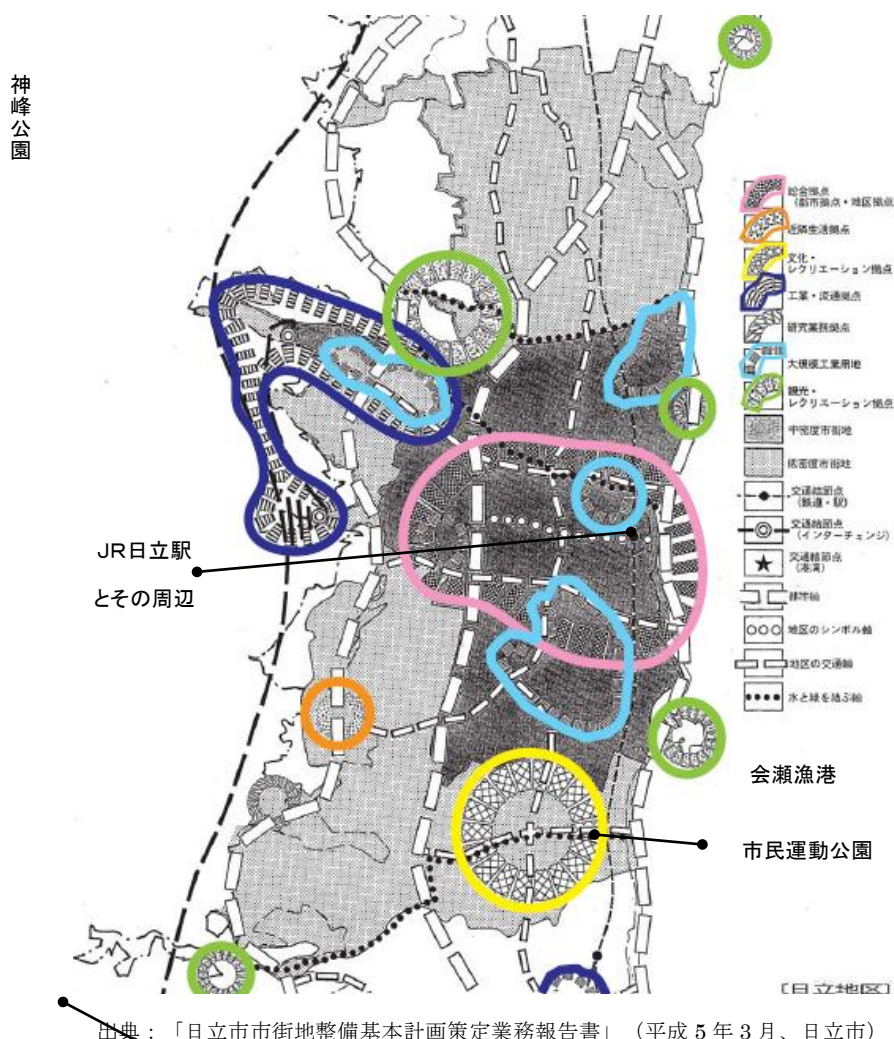 神峰公園
総合拠点
(都市拠点・地区拠点)
近隣生活拠点
文化・
レクリエーション拠点
工業・流通拠点
研究業務拠点
大規模工業用地
観光・
レクリエーション拠点
中密度市街地
低密度市街地
交通結節点
(鉄道・駅)
交通結節点
(インターチェンジ)
交通結節点
(港湾)
都市軸
地区のシンボル軸
地区の交通軸
水と緑を結ぶ軸
JR日立駅
とその周辺
会瀬漁港
市民運動公園
[日立地区]
出典:「日立市市街地整備基本計画策定業務報告書」(平成5年3月、日立市)